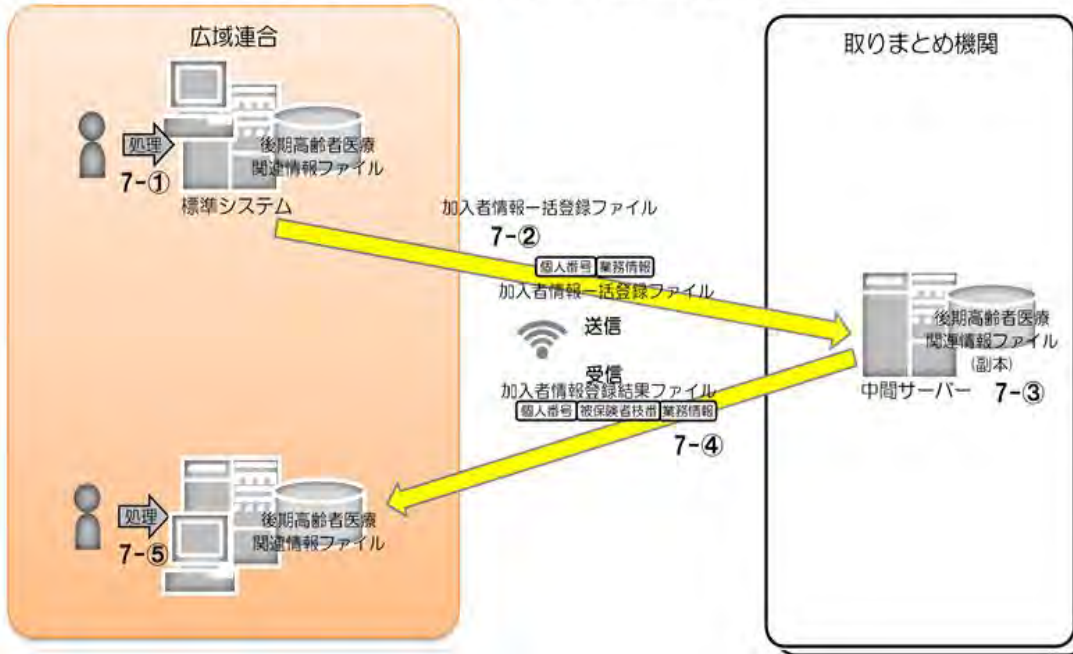 広域連合
取りまとめ機関
処理
7-①
後期高齢者医療
関連情報ファイル
標準システム
加入者情報一括登録ファイル
7-②
個人番号 業務情報
加入者情報一括登録ファイル
送信
後期高齢者医療
関連情報ファイル
(副本)
中間サーバー
7-③
受信
加入者情報登録結果ファイル
個人番号 被保険者枝番 業務情報
7-④
処理
7-⑤
後期高齢者医療
関連情報ファイル